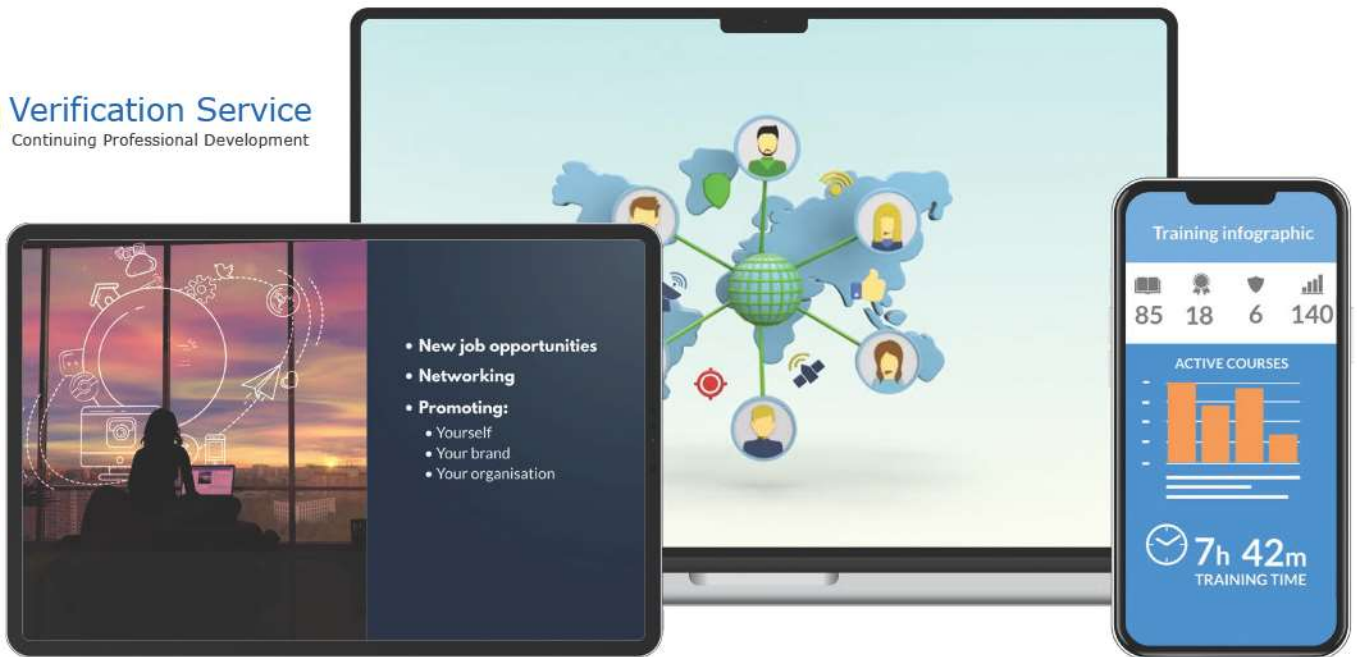 Verification Service
Continuing Professional Development
• New job opportunities
• Networking
• Promoting:
• Yourself
• Your brand
• Your organisation
Training infographic
85 18 6 140
ACTIVE COURSES
7h 42m
TRAINING TIME